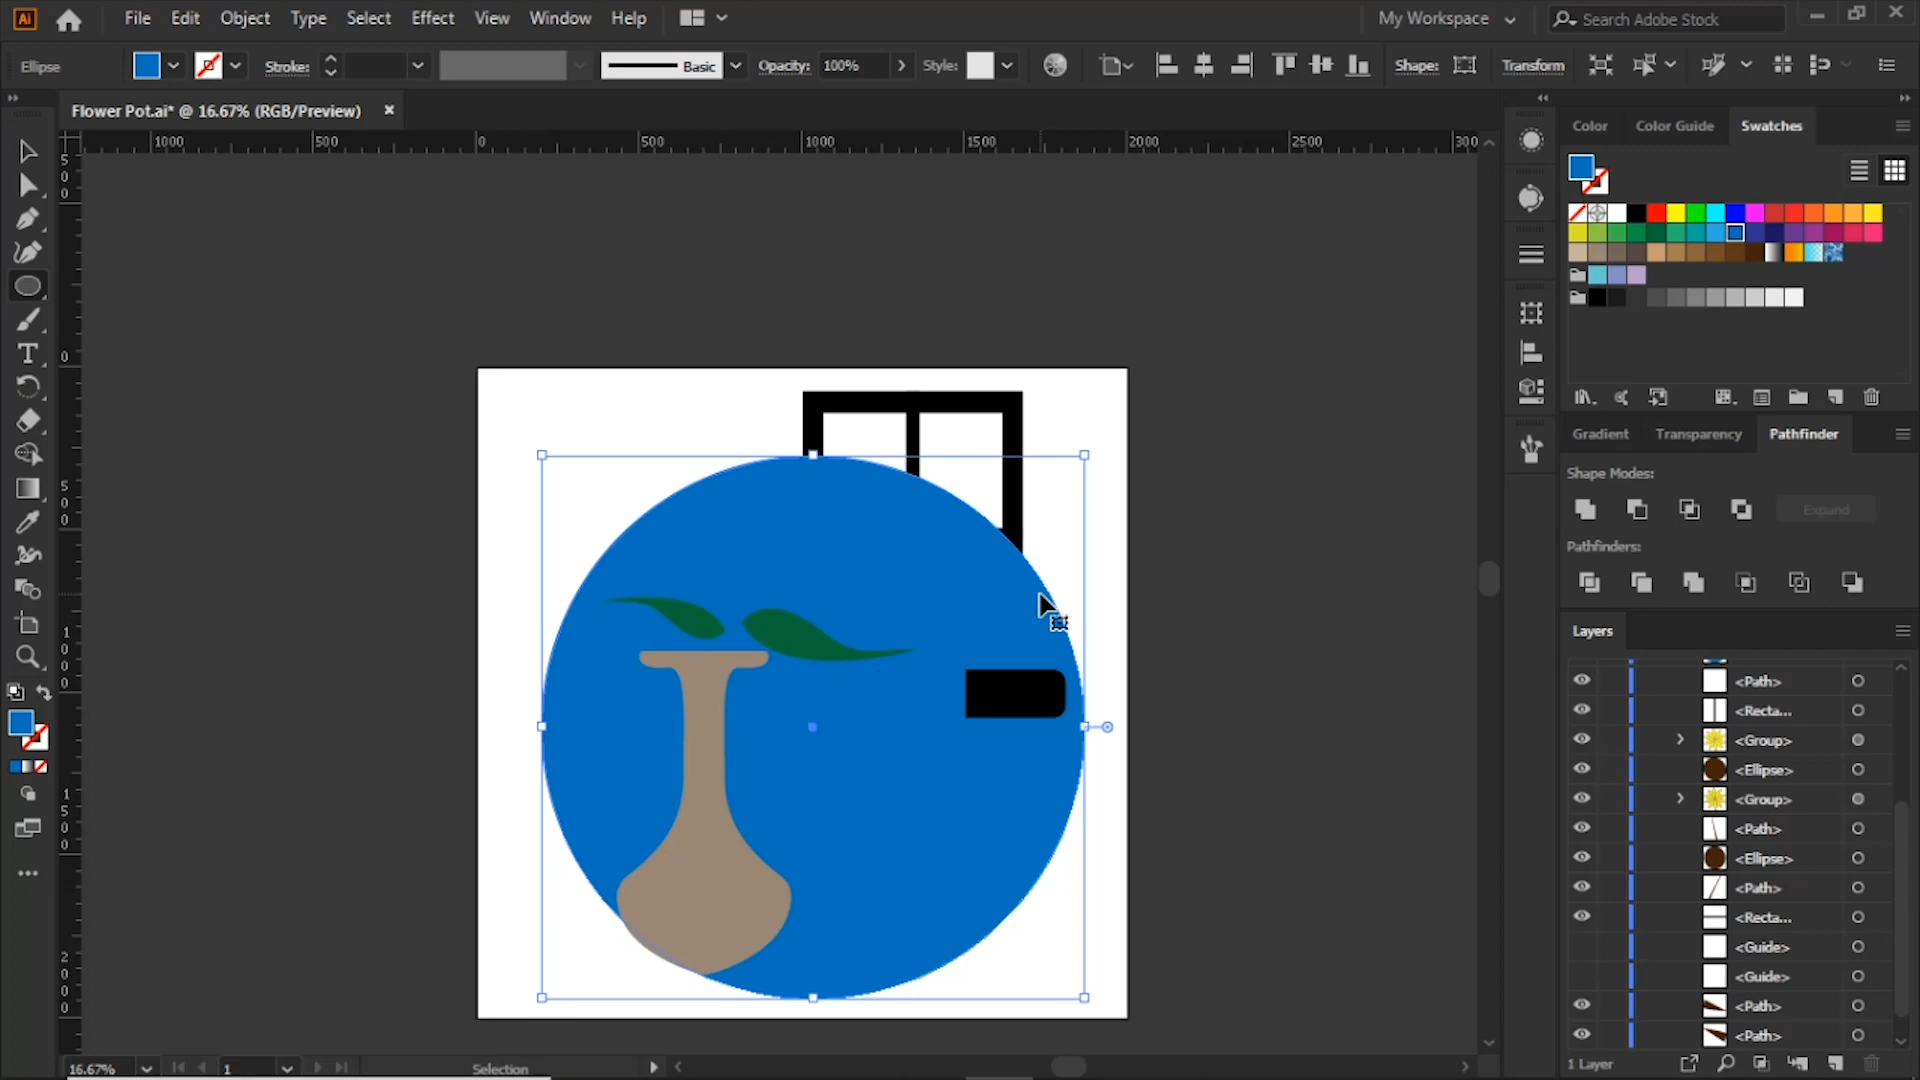 Ai File Edit Object Type Select Effect View Window Help My Workspace Search Adobe Stock
Ellipse Stroke: Basic Opacity: 100% Style: Shape: Transform
Flower Pot.ai* @ 16.67% (RGB/Preview)
1000 500 0 500 1000 1500 2000 2500 300
Color Color Guide Swatches
Gradient Transparency Pathfinder
Shape Modes:
Expand
Pathfinders:
Layers
<Path>
<Recta...
<Group>
<Ellipse>
<Group>
<Path>
<Ellipse>
<Path>
<Recta...
<Guide>
<Guide>
<Path>
<Path>
1 Layer
16.67% 1 Selection